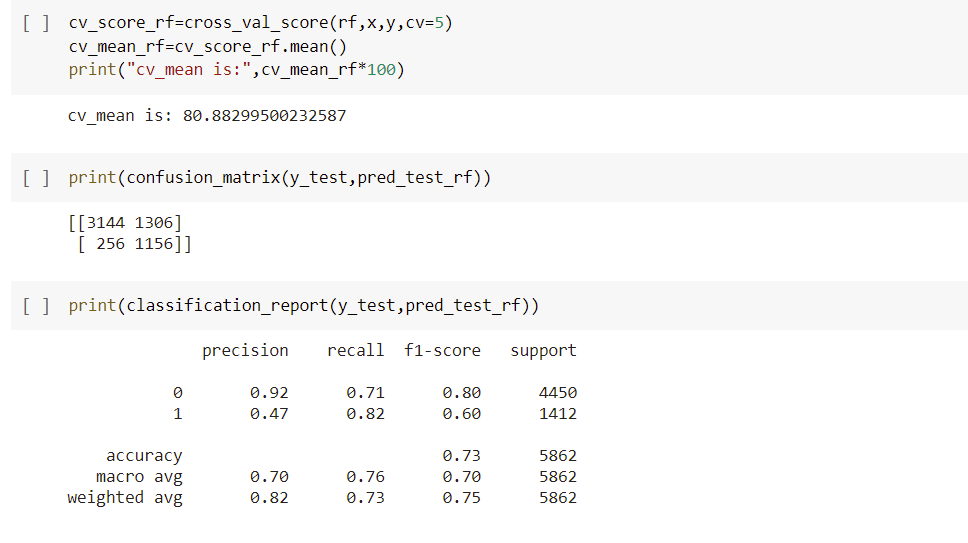 [ ] cv_score_rf=cross_val_score(rf,x,y,cv=5)
cv_mean_rf=cv_score_rf.mean()
print("cv_mean is:",cv_mean_rf*100)
cv_mean is: 80.88299500232587
[ ] print(confusion_matrix(y_test,pred_test_rf))
[[3144 1306]
[ 256 1156]]
[ ] print(classification_report(y_test,pred_test_rf))
precision recall f1-score support
0 0.92 0.71 0.80 4450
1 0.47 0.82 0.60 1412
accuracy 0.73 5862
macro avg 0.70 0.76 0.70 5862
weighted avg 0.82 0.73 0.75 5862